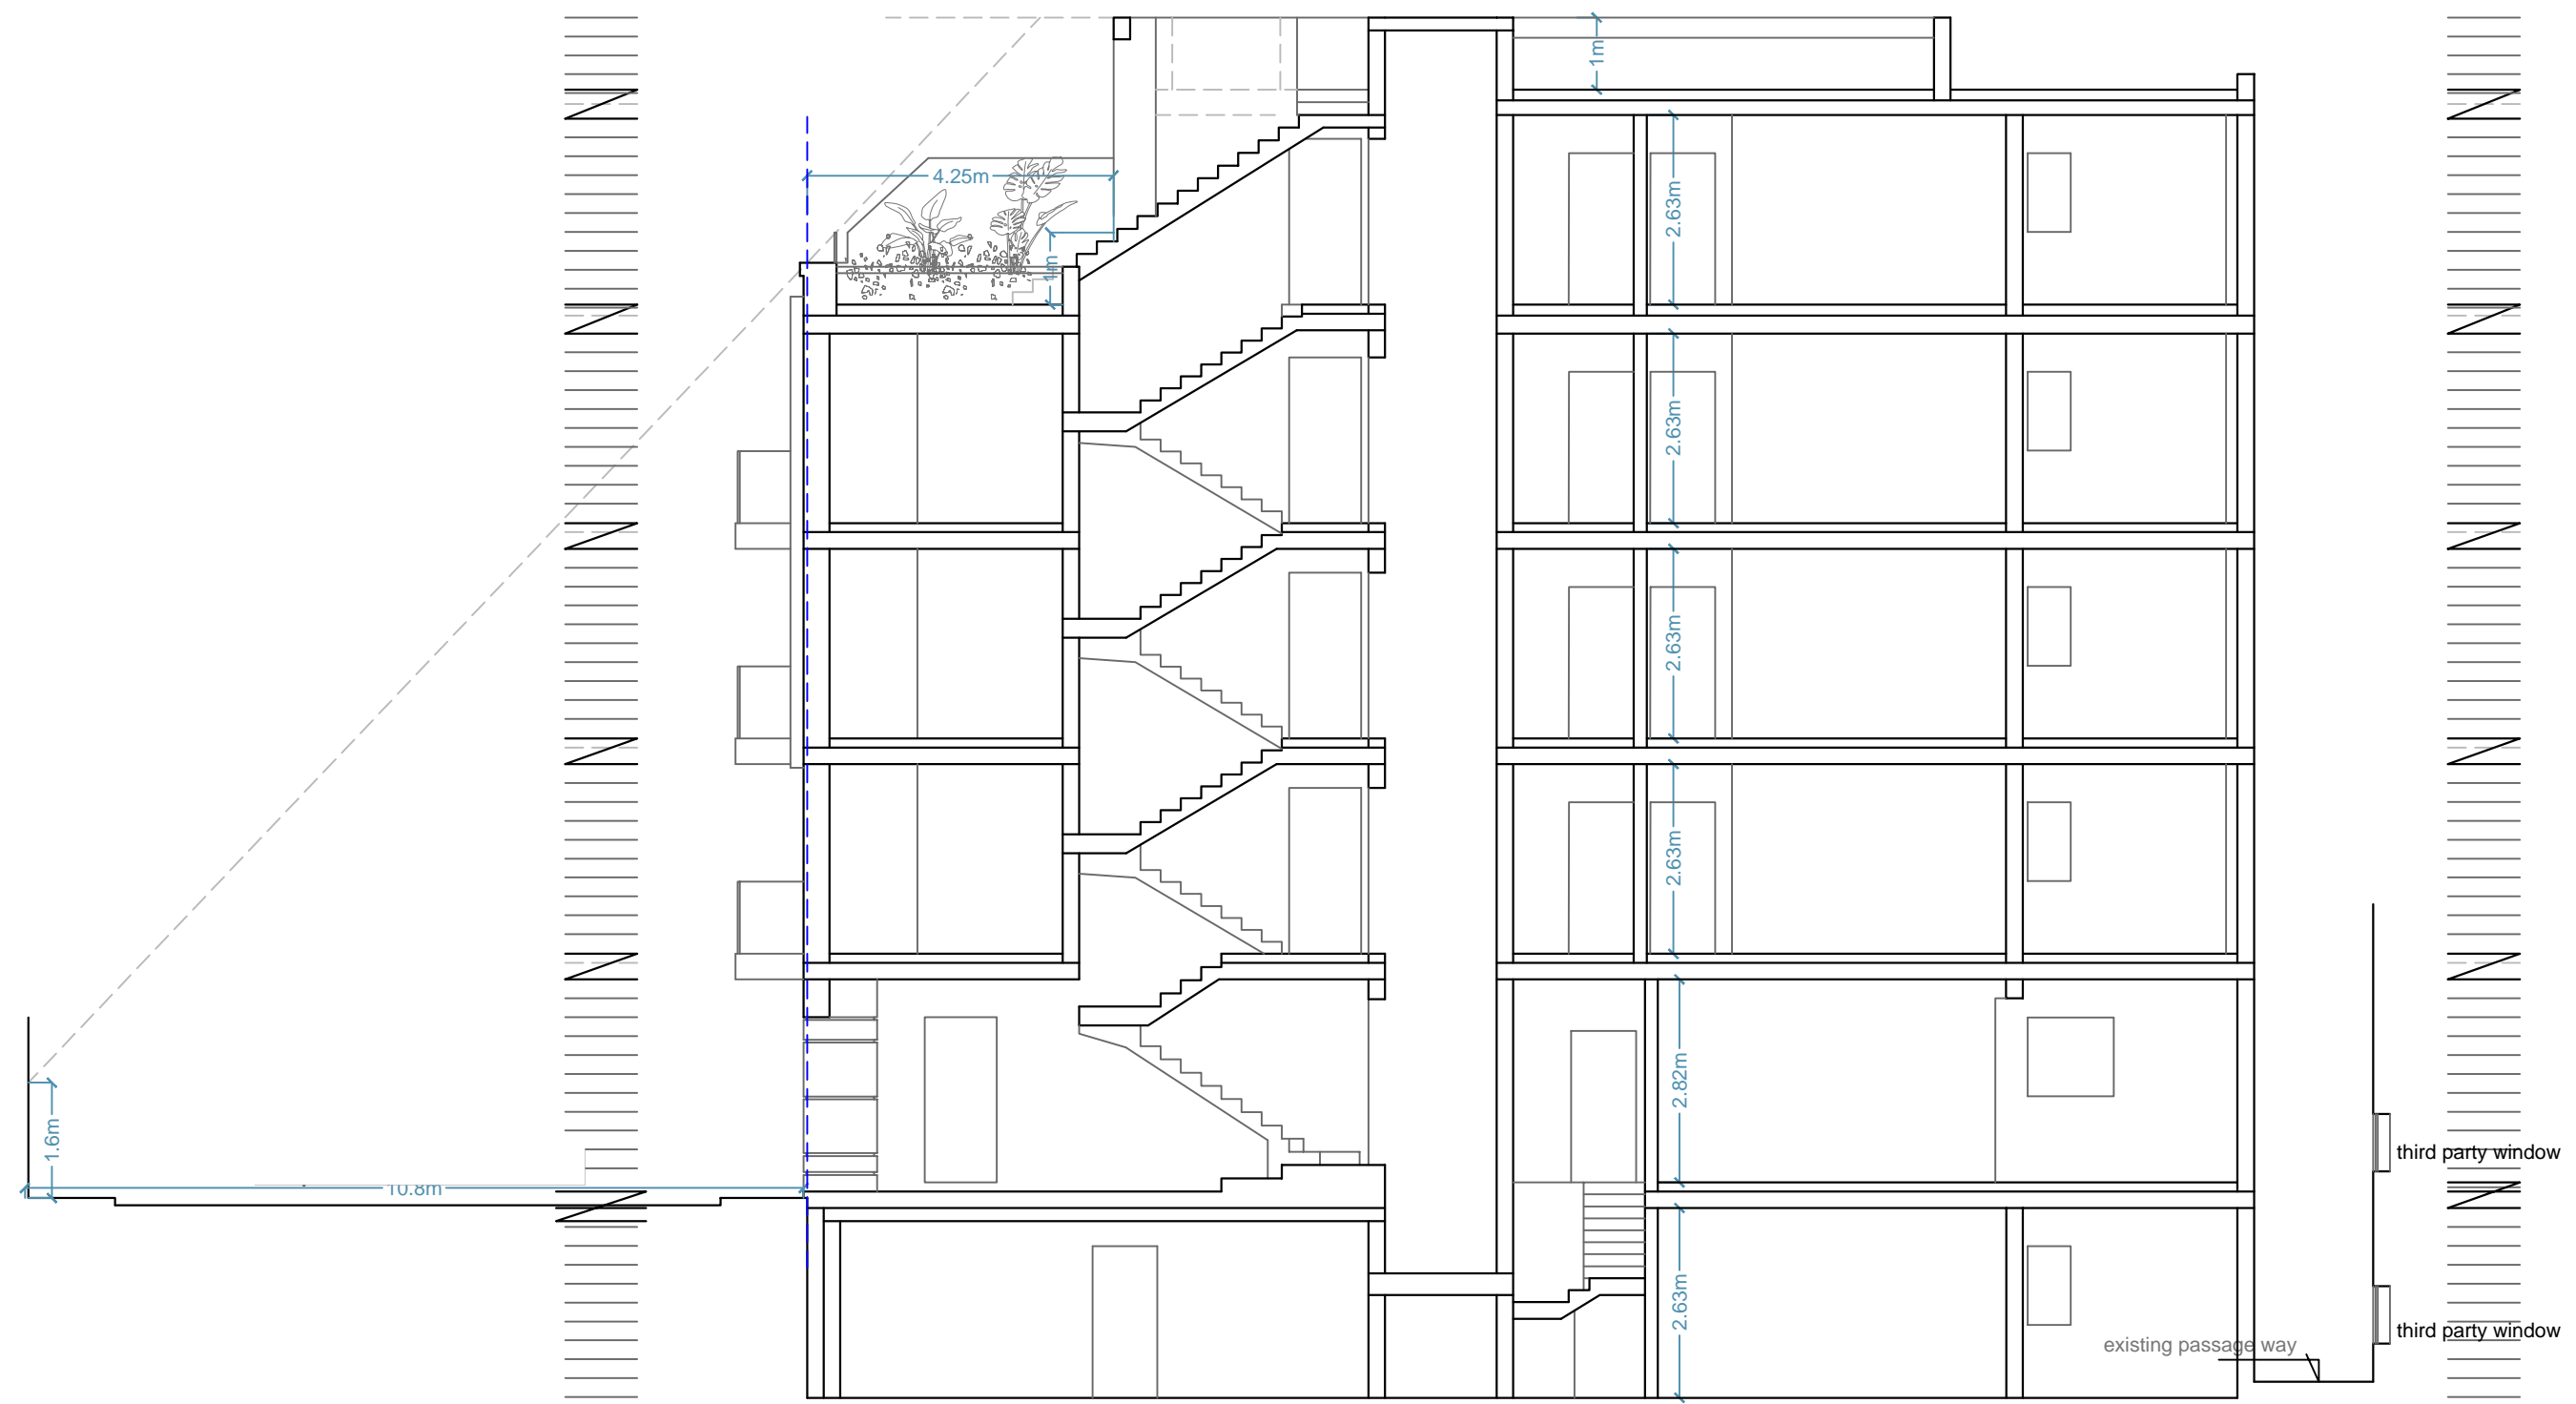 1m
4.25m
2.63m
1m
2.63m
2.63m
2.63m
2.82m
1.6m
third party window
10.8m
2.63m
third party window
existing passage way